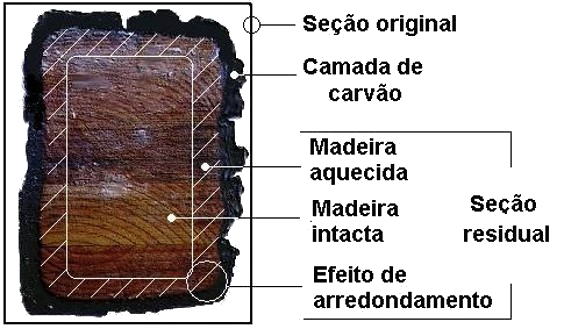 Seção original
Camada de
carvão
Madeira
aquecida
Madeira
intacta
Seção
residual
Efeito de
arredondamento